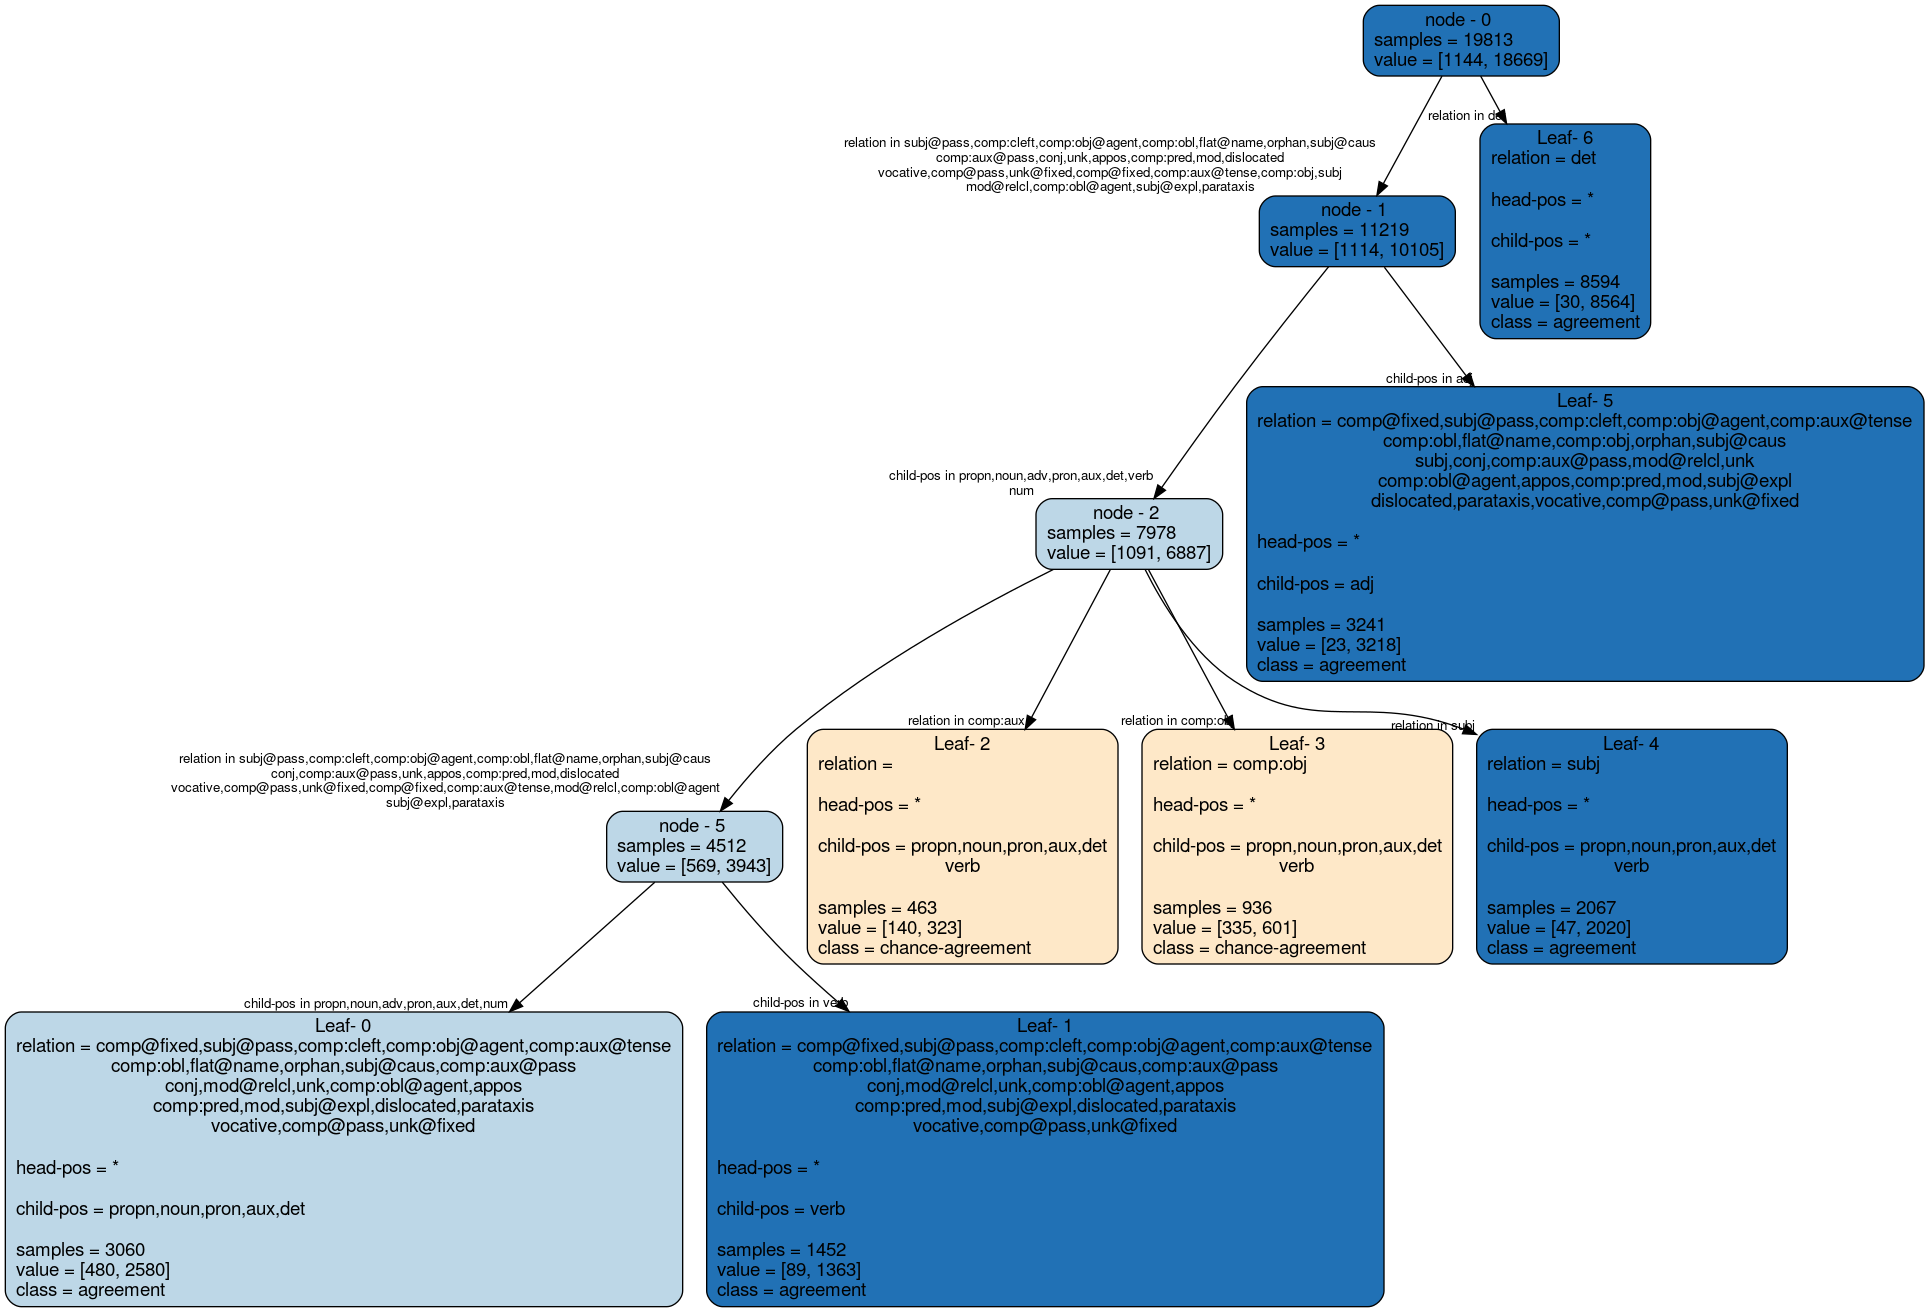 node - 0
samples = 19813
value = [1144, 18669]
relation in
relation in subj@pass,comp:cleft,comp:obj@agent,comp:obl,flat@name,orphan,subj@caus
comp:aux@pass,conj,unk,appos,comp:pred,mod,dislocated
vocative,comp@pass,unk@fixed,comp@fixed,comp:aux@tense,comp:obj,subj
mod@relcl,comp:obl@agent,subj@expl,parataxis
Leaf- 6
relation = det
head-pos = *
child-pos = *
samples = 8594
value = [30, 8564]
class = agreement
node - 1
samples = 11219
value = [1114, 10105]
child-pos in
Leaf- 5
relation = comp@fixed,subj@pass,comp:cleft,comp:obj@agent,comp:aux@tense
comp:obl,flat@name,comp:obj,orphan,subj@caus
subj,conj,comp:aux@pass,mod@relcl,unk
comp:obl@agent,appos,comp:pred,mod,subj@expl
dislocated,parataxis,vocative,comp@pass,unk@fixed
head-pos = *
child-pos = adj
samples = 3241
value = [23, 3218]
class = agreement
child-pos in propn,noun,adv,pron,aux,det,verb
num
node - 2
samples = 7978
value = [1091, 6887]
relation in subj@pass,comp:cleft,comp:obj@agent,comp:obl,flat@name,orphan,subj@caus
conj,comp:aux@pass,unk,appos,comp:pred,mod,dislocated
vocative,comp@pass,unk@fixed,comp@fixed,comp:aux@tense,mod@relcl,comp:obl@agent
subj@expl,parataxis
relation in comp:aux
relation in
relation in subj
Leaf- 2
relation =
head-pos = *
child-pos = propn,noun,pron,aux,det
verb
samples = 463
value = [140, 323]
class = chance-agreement
Leaf- 3
relation = comp:obj
head-pos = *
child-pos = propn,noun,pron,aux,det
verb
samples = 936
value = [335, 601]
class = chance-agreement
Leaf- 4
relation = subj
head-pos = *
child-pos = propn,noun,pron,aux,det
verb
samples = 2067
value = [47, 2020]
class = agreement
node - 5
samples = 4512
value = [569, 3943]
child-pos in propn,noun,adv,pron,aux,det,num
child-pos in verb
Leaf- 0
relation = comp@fixed,subj@pass,comp:cleft,comp:obj@agent,comp:aux@tense
comp:obl,flat@name,orphan,subj@caus,comp:aux@pass
conj,mod@relcl,unk,comp:obl@agent,appos
comp:pred,mod,subj@expl,dislocated,parataxis
vocative,comp@pass,unk@fixed
head-pos = *
child-pos = propn,noun,pron,aux,det
samples = 3060
value = [480, 2580]
class = agreement
Leaf- 1
relation = comp@fixed,subj@pass,comp:cleft,comp:obj@agent,comp:aux@tense
comp:obl,flat@name,orphan,subj@caus,comp:aux@pass
conj,mod@relcl,unk,comp:obl@agent,appos
comp:pred,mod,subj@expl,dislocated,parataxis
vocative,comp@pass,unk@fixed
head-pos = *
child-pos = verb
samples = 1452
value = [89, 1363]
class = agreement